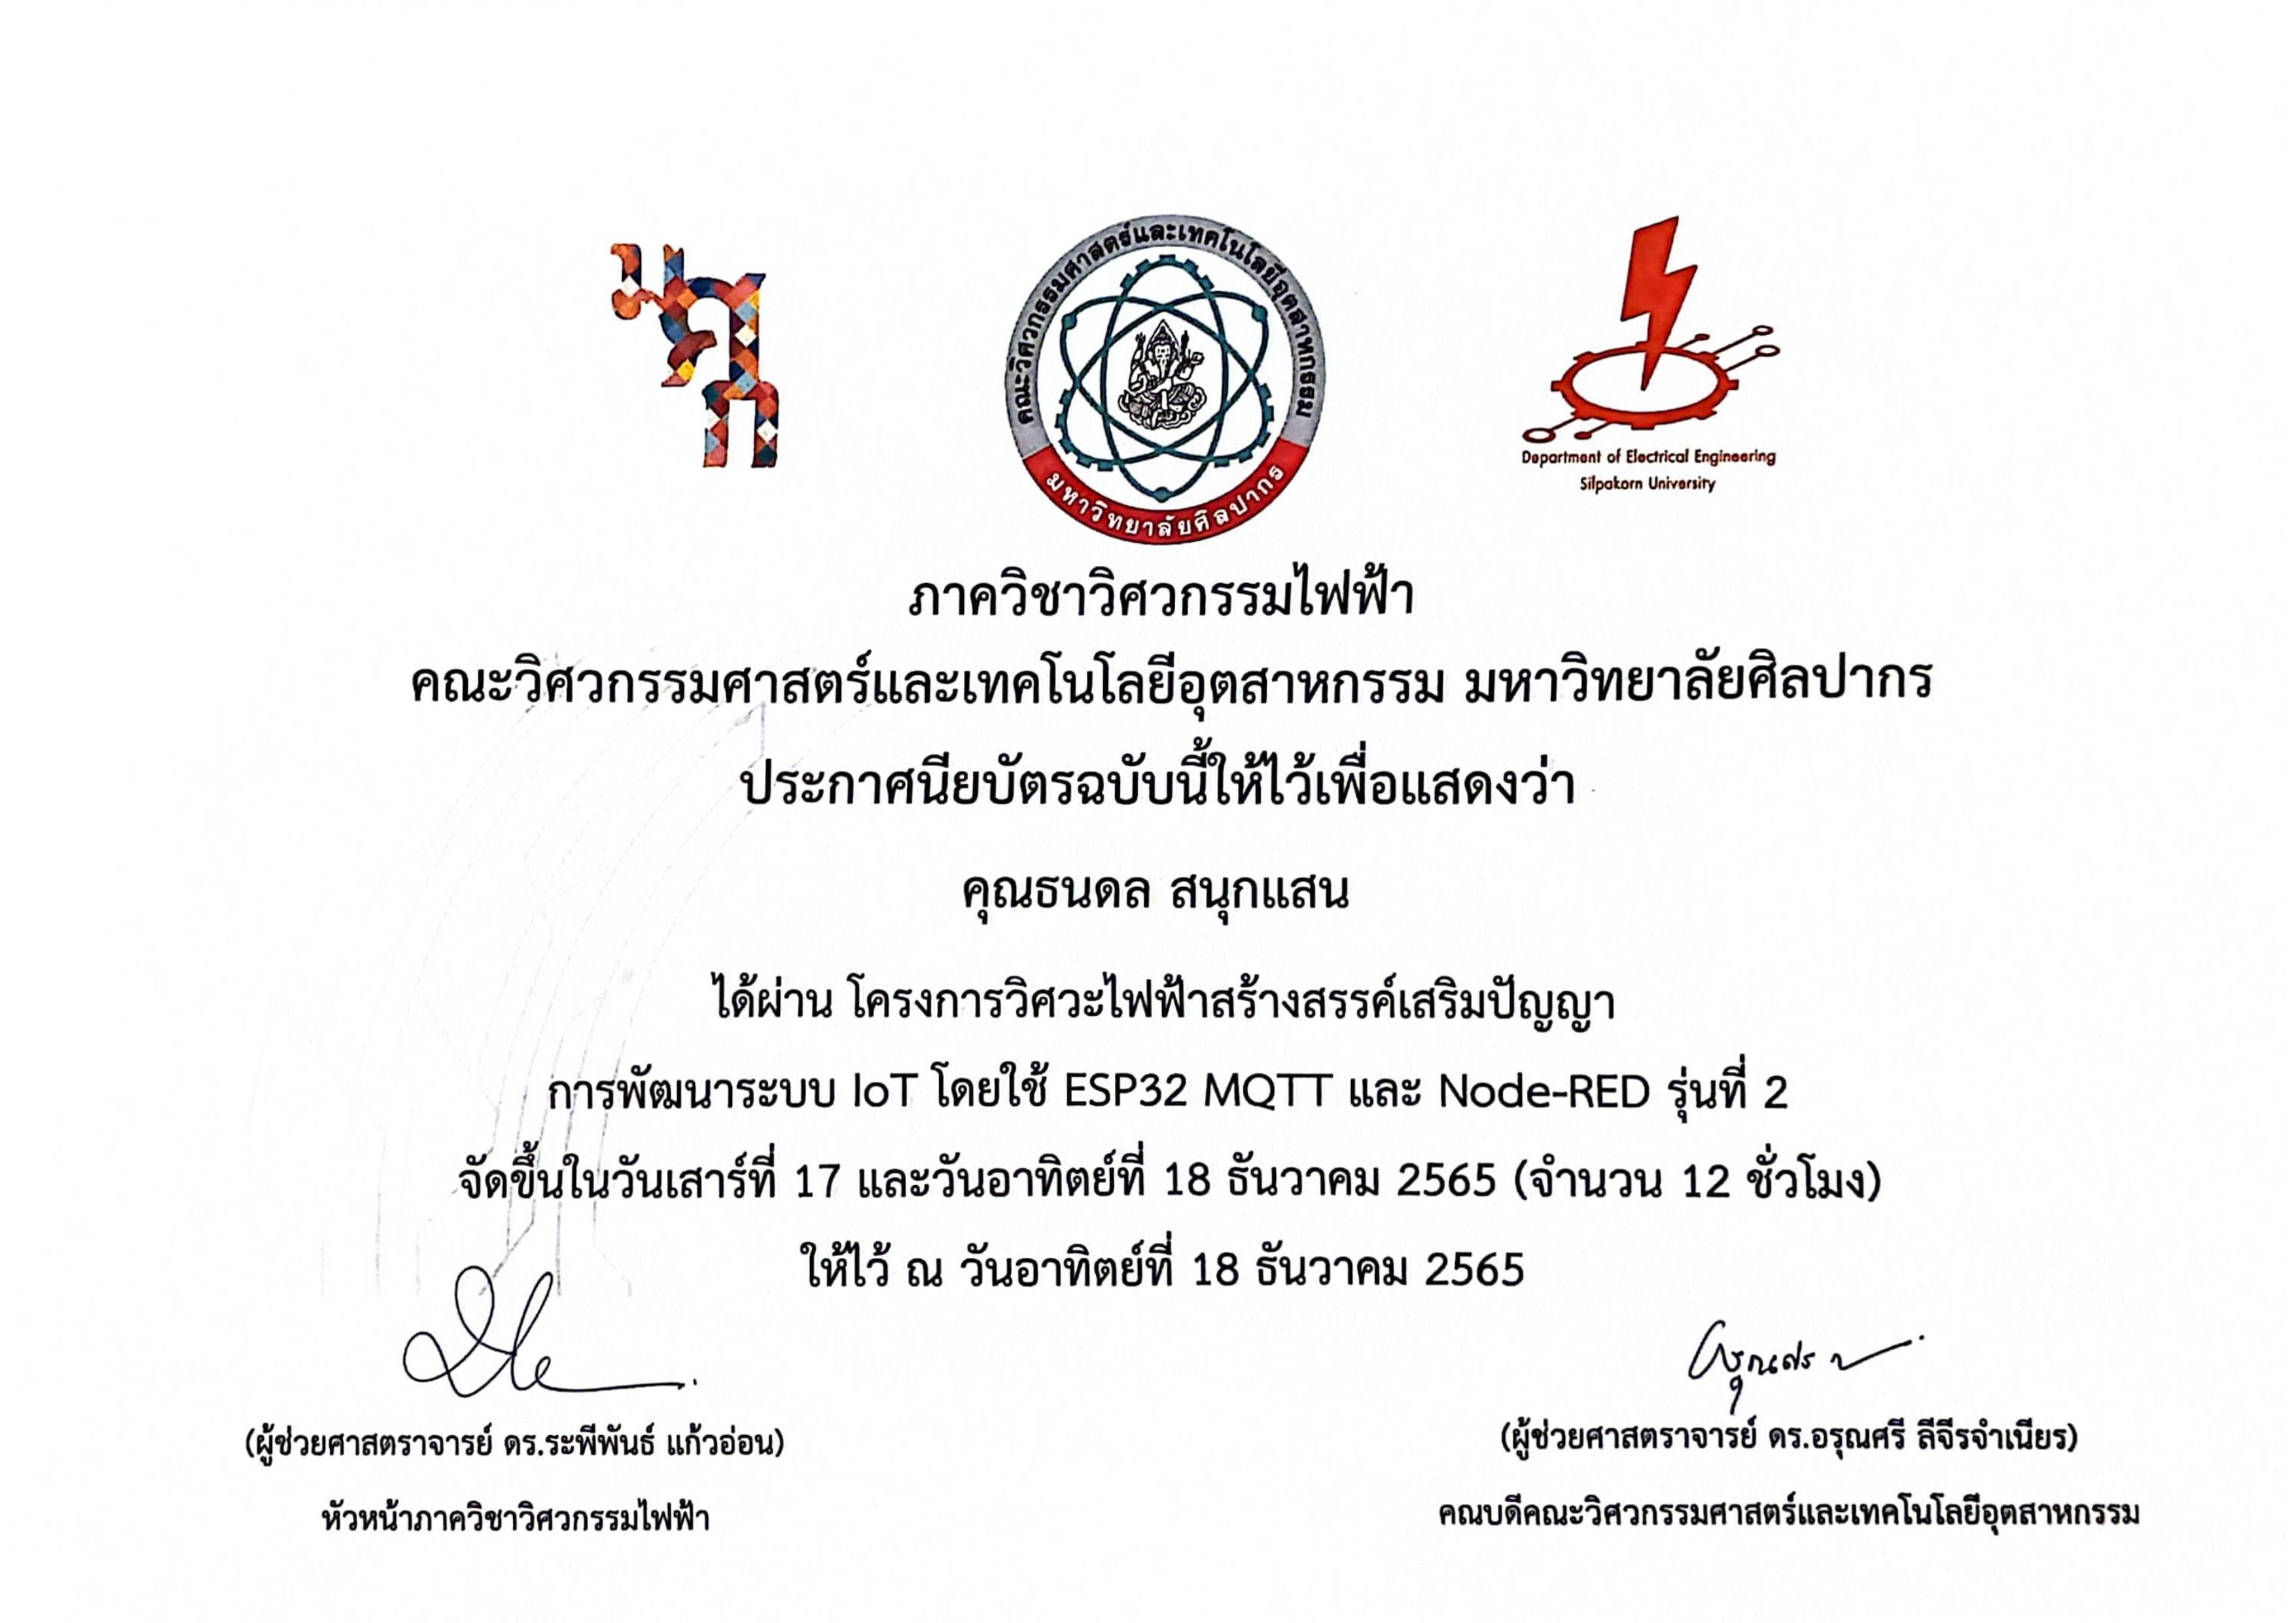 มศก
คณะวิศวกรรมศาสตร์และเทคโนโลยีอุตสาหกรรม
มหาวิทยาลัยศิลปากร
Department of Electrical Engineering
Silpakorn University
ภาควิชาวิศวกรรมไฟฟ้า
คณะวิศวกรรมศาสตร์และเทคโนโลยีอุตสาหกรรม มหาวิทยาลัยศิลปากร
ประกาศนียบัตรฉบับนี้ให้ไว้เพื่อแสดงว่า
คุณธนดล สนุกแสน
ได้ผ่าน โครงการวิศวะไฟฟ้าสร้างสรรค์เสริมปัญญา
การพัฒนาระบบ IoT โดยใช้ ESP32 MQTT และ Node-RED รุ่นที่ 2
จัดขึ้นในวันเสาร์ที่ 17 และวันอาทิตย์ที่ 18 ธันวาคม 2565 (จำนวน 12 ชั่วโมง)
ให้ไว้ ณ วันอาทิตย์ที่ 18 ธันวาคม 2565
(ผู้ช่วยศาสตราจารย์ ดร.ระพีพันธ์ แก้วอ่อน)
หัวหน้าภาควิชาวิศวกรรมไฟฟ้า
(ผู้ช่วยศาสตราจารย์ ดร.อรุณศรี ลีจีรจำเนียร)
คณบดีคณะวิศวกรรมศาสตร์และเทคโนโลยีอุตสาหกรรม